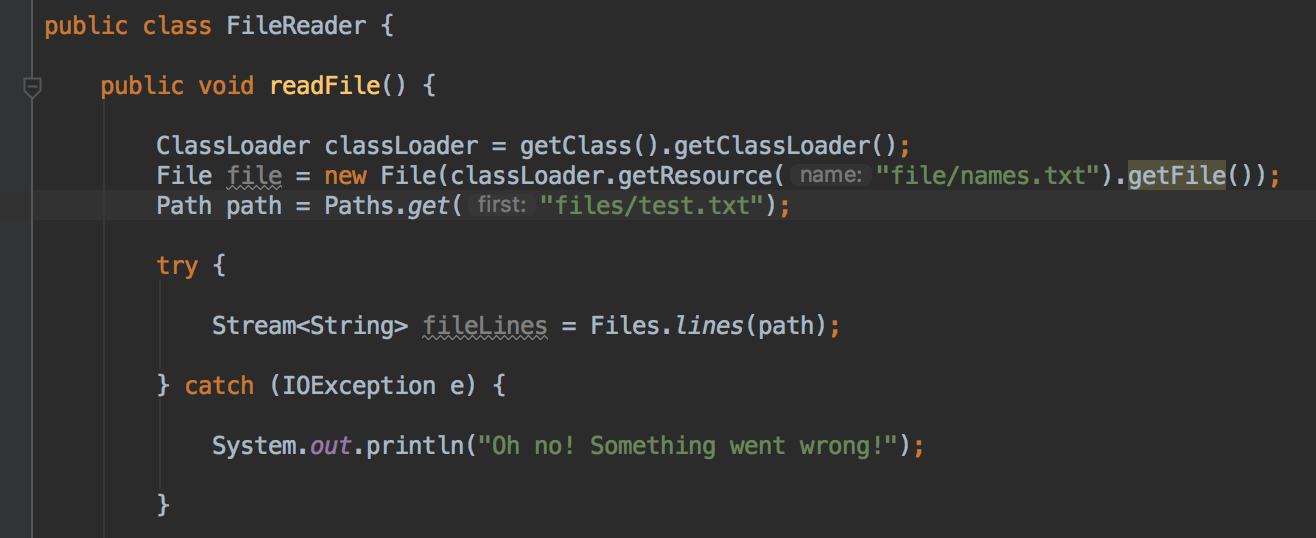 public class FileReader {
public void readFile() {
ClassLoader classLoader = getClass().getClassLoader();
File file = new File(classLoader.getResource( name: "file/names.txt").getFile());
Path path = Paths.get( first: "files/test.txt");
try {
Stream<String> fileLines = Files.lines(path);
} catch (IOException e) {
System.out.println("Oh no! Something went wrong!");
}